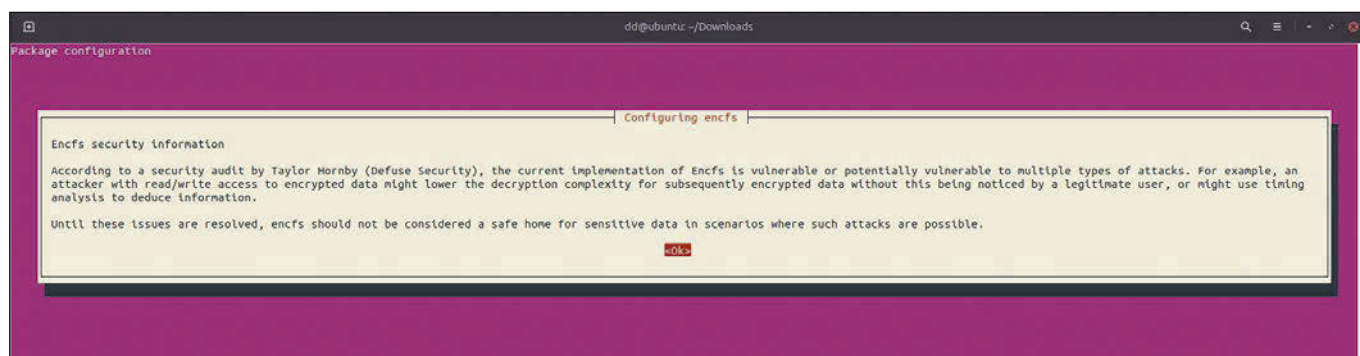 dd@ubuntu: ~/Downloads
Package configuration
Configuring encfs
Encfs security information
According to a security audit by Taylor Hornby (Defuse Security), the current implementation of Encfs is vulnerable or potentially vulnerable to multiple types of attacks. For example, an
attacker with read/write access to encrypted data might lower the decryption complexity for subsequently encrypted data without this being noticed by a legitimate user, or might use timing
analysis to deduce information.
Until these issues are resolved, encfs should not be considered a safe home for sensitive data in scenarios where such attacks are possible.
<Ok>